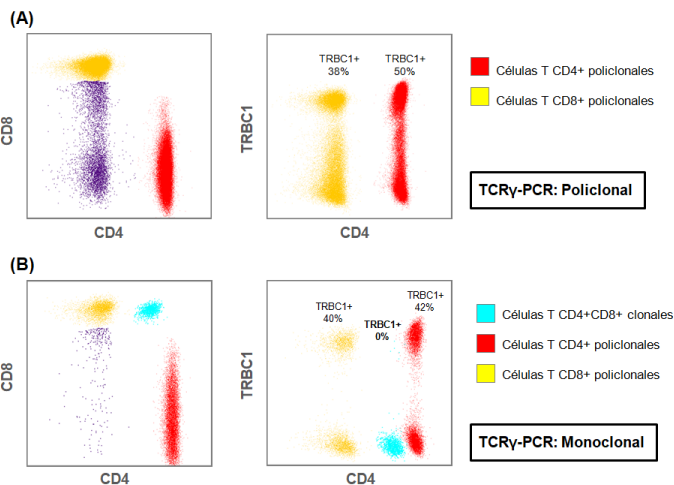 (A)
CD8
CD4
TRBC1
TRBC1+
38%
TRBC1+
50%
CD4
Células T CD4+ policlonales
Células T CD8+ policlonales
TCRγ-PCR: Policlonal
(B)
CD8
CD4
TRBC1
TRBC1+
40%
TRBC1+
0%
TRBC1+
42%
CD4
Células T CD4+CD8+ clonales
Células T CD4+ policlonales
Células T CD8+ policlonales
TCRγ-PCR: Monoclonal